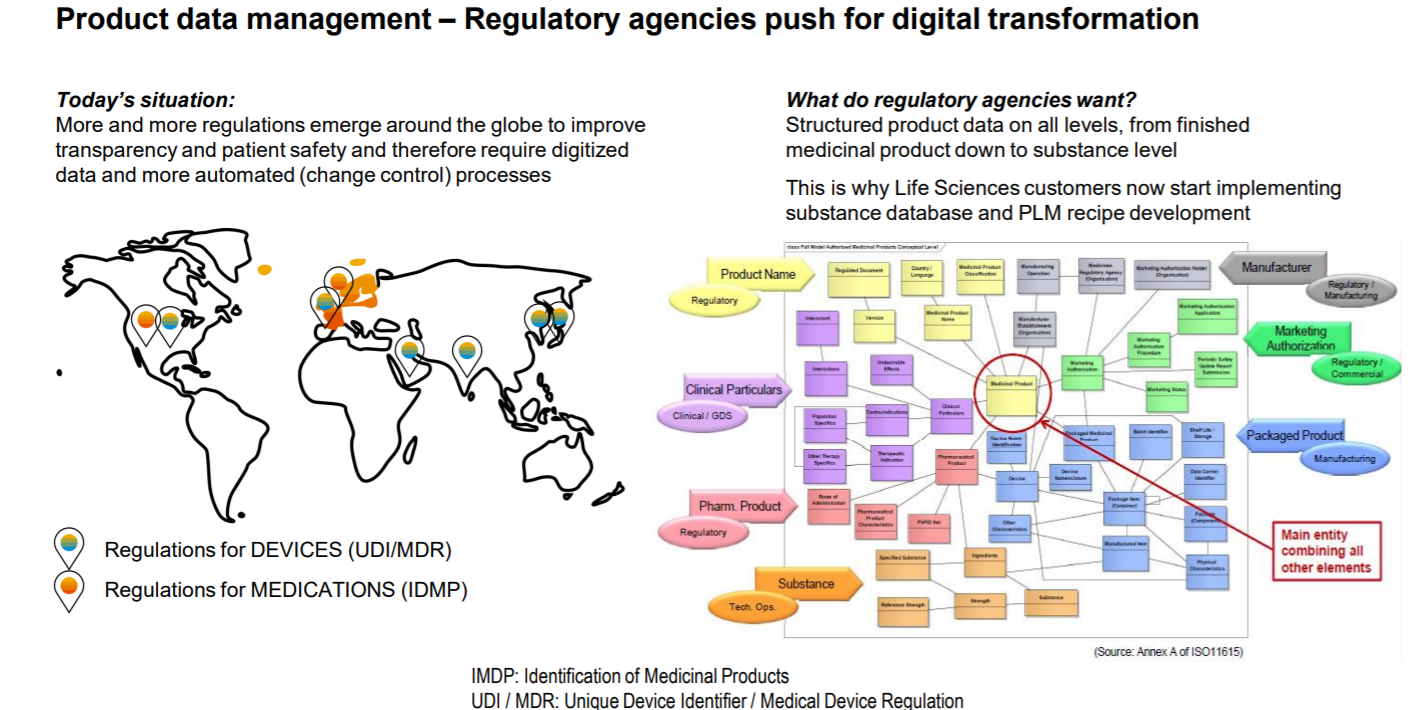 Product data management – Regulatory agencies push for digital transformation
Today's situation:
More and more regulations emerge around the globe to improve
transparency and patient safety and therefore require digitized
data and more automated (change control) processes
What do regulatory agencies want?
Structured product data on all levels, from finished
medicinal product down to substance level
This is why Life Sciences customers now start implementing
substance database and PLM recipe development
Regulations for DEVICES (UDI/MDR)
Regulations for MEDICATIONS (IDMP)
class Full Model Authorised Medicinal Products Conceptual Level
Product Name
Regulatory
Clinical Particulars
Clinical / GDS
Pharm. Product
Regulatory
Substance
Tech. Ops.
Regulated Document
Country /
Language
Medicinal Product
Classification
Manufacturing
Operation
Medicines
Regulatory Agency
(Organisation)
Marketing Authorisation Holder
(Organisation)
Version
Medicinal Product
Name
Manufacturer
/Establishment
(Organisation)
Marketing Authorisation
Application
Marketing
Authorisation
Procedure
Marketing
Authorisation
Periodic Safety
Update Report
Submission
Marketing Status
Interactant
Interactions
Undesirable
Effects
Medicinal Product
Population
Specifics
Contra-indications
Clinical
Particulars
Other Therapy
Specifics
Therapeutic
Indication
Pharmaceutical
Product
Device Batch
Identification
Packaged Medicinal
Product
Batch Identifier
Shelf Life /
Storage
Device
Device
Nomenclature
Data Carrier
Identifier
Route of
Administration
Pharmaceutical
Product
Characteristics
PhPID Set
Other
Characteristics
Package Item
(Container)
Package
(Component)
Manufactured Item
Physical
Characteristics
Specified Substance
Ingredients
Reference Strength
Strength
Substance
Manufacturer
Regulatory /
Manufacturing
Marketing
Authorization
Regulatory /
Commercial
Packaged Product
Manufacturing
Main entity
combining all
other elements
(Source: Annex A of ISO11615)
IMDP: Identification of Medicinal Products
UDI / MDR: Unique Device Identifier / Medical Device Regulation